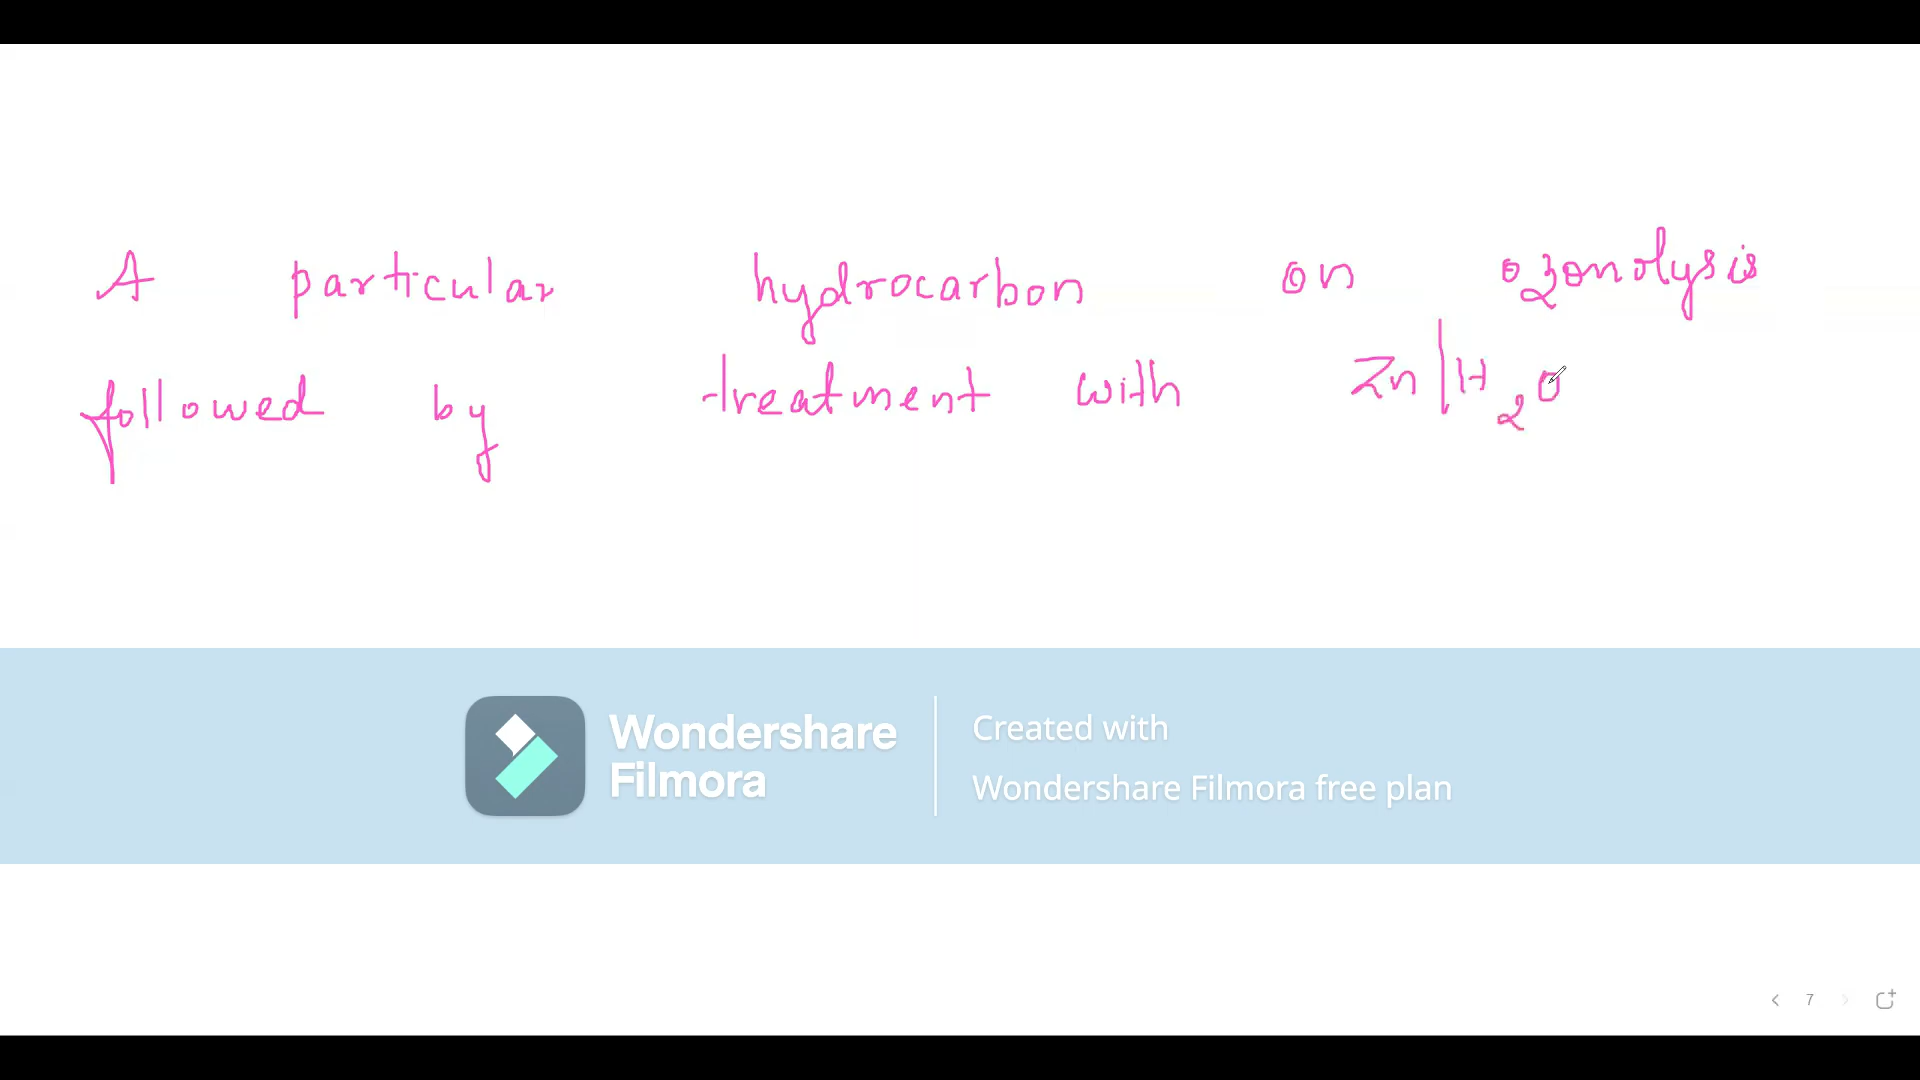 A particular hydrocarbon on ozonolysis
followed by treatment with Zn|H2O
Wondershare Filmora
Created with
Wondershare Filmora free plan
7